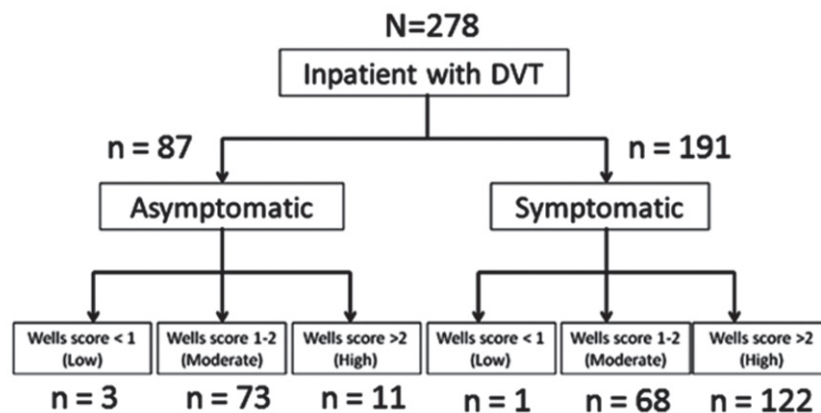 N=278
Inpatient with DVT
n = 87
n = 191
Asymptomatic
Symptomatic
Wells score < 1
(Low)
Wells score 1-2
(Moderate)
Wells score >2
(High)
Wells score < 1
(Low)
Wells score 1-2
(Moderate)
Wells score >2
(High)
n = 3
n = 73
n = 11
n = 1
n = 68
n = 122